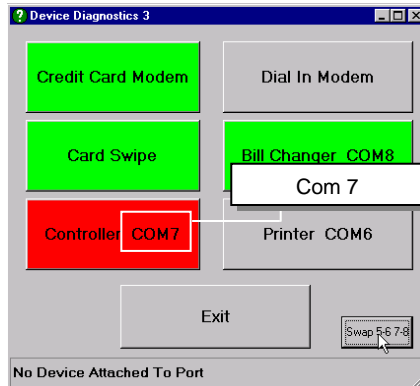 Device Diagnostics 3
Credit Card Modem
Dial In Modem
Card Swipe
Bill Changer COM8
Com 7
Controller COM7
Printer COM6
Exit
Swap 5-6 7-8
No Device Attached To Port